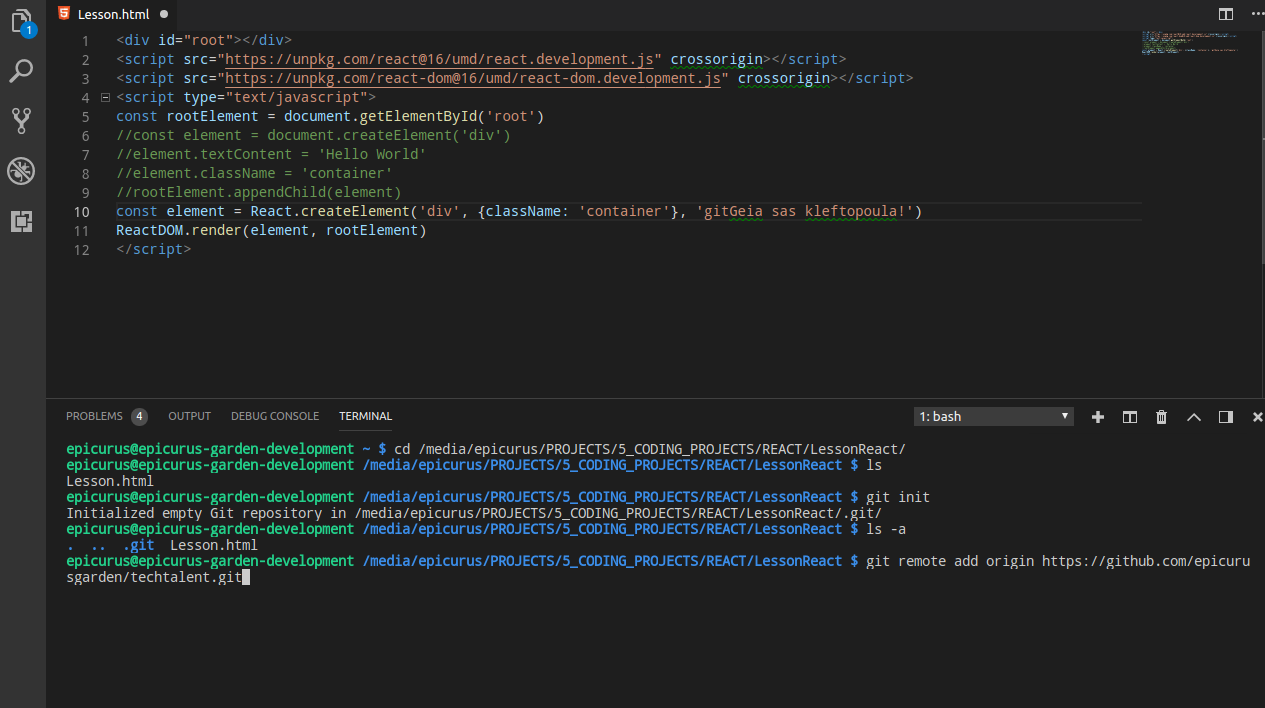 1
Lesson.html
1 <div id="root"></div>
2 <script src="https://unpkg.com/react@16/umd/react.development.js" crossorigin></script>
3 <script src="https://unpkg.com/react-dom@16/umd/react-dom.development.js" crossorigin></script>
4 <script type="text/javascript">
5 const rootElement = document.getElementById('root')
6 //const element = document.createElement('div')
7 //element.textContent = 'Hello World'
8 //element.className = 'container'
9 //rootElement.appendChild(element)
10 const element = React.createElement('div', {className: 'container'}, 'gitGeia sas kleftopoula!')
11 ReactDOM.render(element, rootElement)
12 </script>
PROBLEMS 4 OUTPUT DEBUG CONSOLE TERMINAL 1: bash
epicurus@epicurus-garden-development ~ $ cd /media/epicurus/PROJECTS/5_CODING_PROJECTS/REACT/LessonReact/
epicurus@epicurus-garden-development /media/epicurus/PROJECTS/5_CODING_PROJECTS/REACT/LessonReact $ ls
Lesson.html
epicurus@epicurus-garden-development /media/epicurus/PROJECTS/5_CODING_PROJECTS/REACT/LessonReact $ git init
Initialized empty Git repository in /media/epicurus/PROJECTS/5_CODING_PROJECTS/REACT/LessonReact/.git/
epicurus@epicurus-garden-development /media/epicurus/PROJECTS/5_CODING_PROJECTS/REACT/LessonReact $ ls -a
. .. .git Lesson.html
epicurus@epicurus-garden-development /media/epicurus/PROJECTS/5_CODING_PROJECTS/REACT/LessonReact $ git remote add origin https://github.com/epicuru
sgarden/techtalent.git